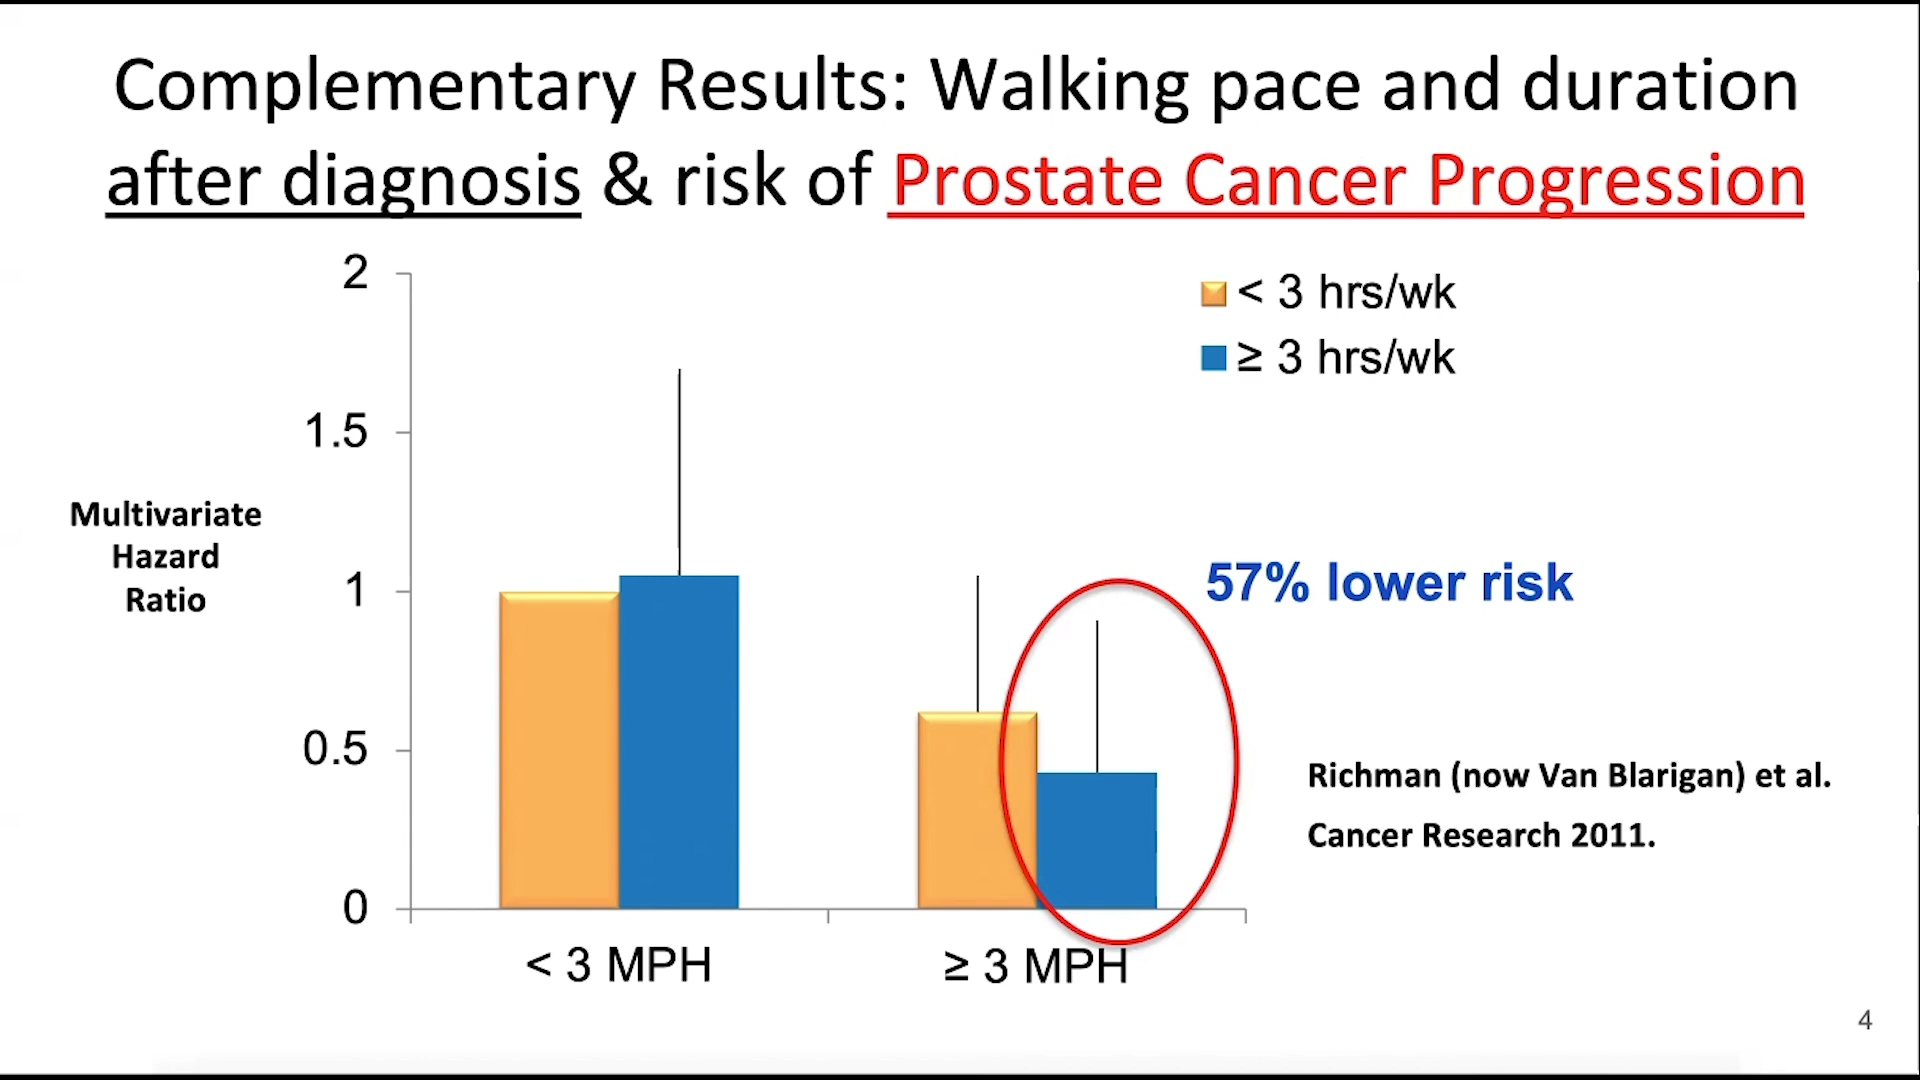 Complementary Results: Walking pace and duration
after diagnosis & risk of Prostate Cancer Progression
2
1.5
1
0.5
0
Multivariate
Hazard
Ratio
< 3 hrs/wk
≥ 3 hrs/wk
57% lower risk
Richman (now Van Blarigan) et al.
Cancer Research 2011.
< 3 MPH
≥ 3 MPH
4